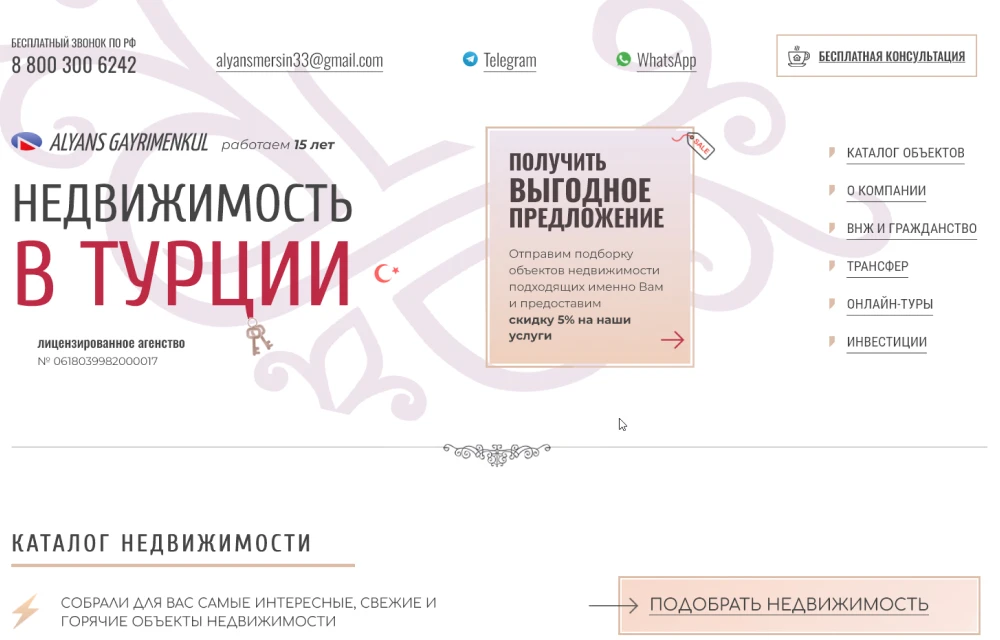 БЕСПЛАТНЫЙ ЗВОНОК ПО РФ
8 800 300 6242
alyansmersin33@gmail.com
Telegram
WhatsApp
БЕСПЛАТНАЯ КОНСУЛЬТАЦИЯ
ALYANS GAYRIMENKUL работаем 15 лет
НЕДВИЖИМОСТЬ
В ТУРЦИИ
лицензированное агенство
№ 0618039982000017
SALE
ПОЛУЧИТЬ
ВЫГОДНОЕ
ПРЕДЛОЖЕНИЕ
Отправим подборку
объектов недвижимости
подходящих именно Вам
и предоставим
скидку 5% на наши
услуги
КАТАЛОГ ОБЪЕКТОВ
О КОМПАНИИ
ВНЖ И ГРАЖДАНСТВО
ТРАНСФЕР
ОНЛАЙН-ТУРЫ
ИНВЕСТИЦИИ
КАТАЛОГ НЕДВИЖИМОСТИ
СОБРАЛИ ДЛЯ ВАС САМЫЕ ИНТЕРЕСНЫЕ, СВЕЖИЕ И
ГОРЯЧИЕ ОБЪЕКТЫ НЕДВИЖИМОСТИ
ПОДОБРАТЬ НЕДВИЖИМОСТЬ